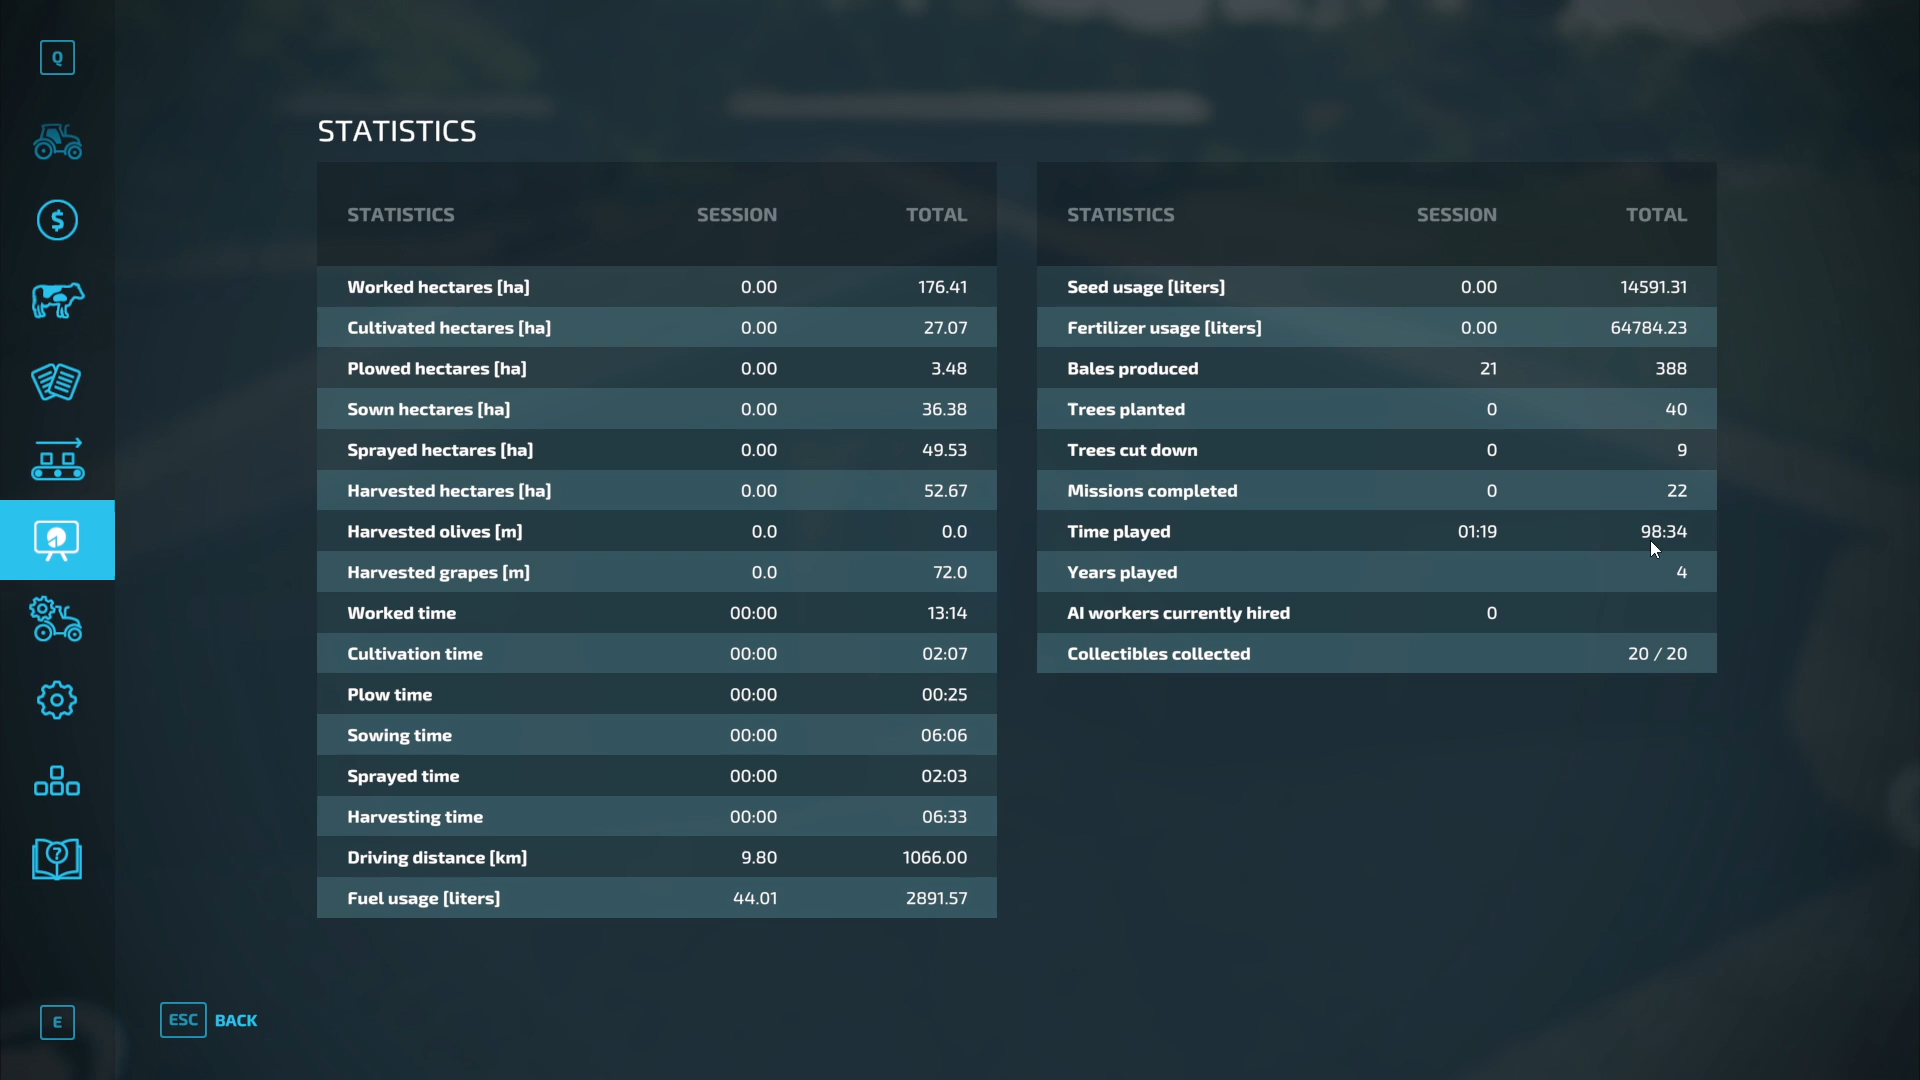 Q
$
STATISTICS
STATISTICS SESSION TOTAL
Worked hectares [ha] 0.00 176.41
Cultivated hectares [ha] 0.00 27.07
Plowed hectares [ha] 0.00 3.48
Sown hectares [ha] 0.00 36.38
Sprayed hectares [ha] 0.00 49.53
Harvested hectares [ha] 0.00 52.67
Harvested olives [m] 0.0 0.0
Harvested grapes [m] 0.0 72.0
Worked time 00:00 13:14
Cultivation time 00:00 02:07
Plow time 00:00 00:25
Sowing time 00:00 06:06
Sprayed time 00:00 02:03
Harvesting time 00:00 06:33
Driving distance [km] 9.80 1066.00
Fuel usage [liters] 44.01 2891.57
STATISTICS SESSION TOTAL
Seed usage [liters] 0.00 14591.31
Fertilizer usage [liters] 0.00 64784.23
Bales produced 21 388
Trees planted 0 40
Trees cut down 0 9
Missions completed 0 22
Time played 01:19 98:34
Years played 4
AI workers currently hired 0
Collectibles collected 20 / 20
?
E
ESC BACK